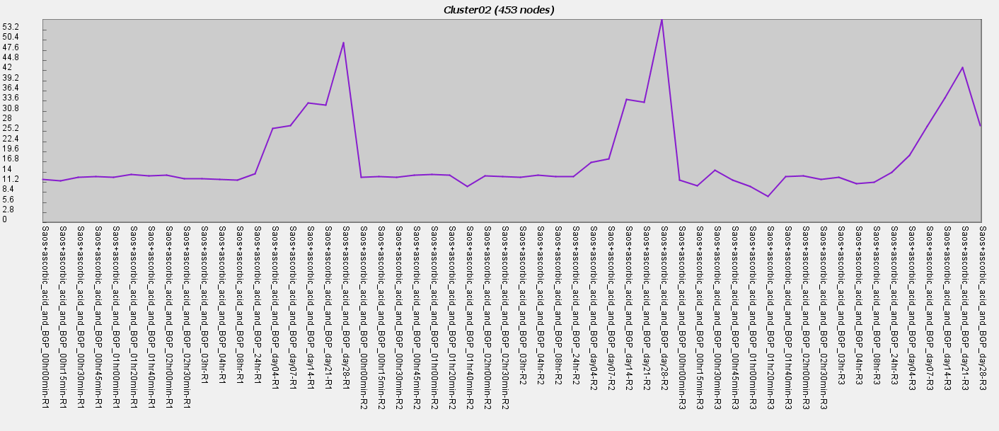 Cluster02 (453 nodes)
53.2
50.4
47.6
44.8
42
39.2
36.4
33.6
30.8
28
25.2
22.4
19.6
16.8
14
11.2
8.4
5.6
2.8
0
Saos+ascorbic_acid_and_BGP_00hr00min-R1
Saos+ascorbic_acid_and_BGP_00hr15min-R1
Saos+ascorbic_acid_and_BGP_00hr30min-R1
Saos+ascorbic_acid_and_BGP_00hr45min-R1
Saos+ascorbic_acid_and_BGP_01hr00min-R1
Saos+ascorbic_acid_and_BGP_01hr20min-R1
Saos+ascorbic_acid_and_BGP_01hr40min-R1
Saos+ascorbic_acid_and_BGP_02hr00min-R1
Saos+ascorbic_acid_and_BGP_02hr30min-R1
Saos+ascorbic_acid_and_BGP_03hr-R1
Saos+ascorbic_acid_and_BGP_04hr-R1
Saos+ascorbic_acid_and_BGP_08hr-R1
Saos+ascorbic_acid_and_BGP_24hr-R1
Saos+ascorbic_acid_and_BGP_day04-R1
Saos+ascorbic_acid_and_BGP_day07-R1
Saos+ascorbic_acid_and_BGP_day14-R1
Saos+ascorbic_acid_and_BGP_day21-R1
Saos+ascorbic_acid_and_BGP_day28-R1
Saos+ascorbic_acid_and_BGP_00hr00min-R2
Saos+ascorbic_acid_and_BGP_00hr15min-R2
Saos+ascorbic_acid_and_BGP_00hr30min-R2
Saos+ascorbic_acid_and_BGP_00hr45min-R2
Saos+ascorbic_acid_and_BGP_01hr00min-R2
Saos+ascorbic_acid_and_BGP_01hr20min-R2
Saos+ascorbic_acid_and_BGP_01hr40min-R2
Saos+ascorbic_acid_and_BGP_02hr00min-R2
Saos+ascorbic_acid_and_BGP_02hr30min-R2
Saos+ascorbic_acid_and_BGP_03hr-R2
Saos+ascorbic_acid_and_BGP_04hr-R2
Saos+ascorbic_acid_and_BGP_08hr-R2
Saos+ascorbic_acid_and_BGP_24hr-R2
Saos+ascorbic_acid_and_BGP_day04-R2
Saos+ascorbic_acid_and_BGP_day07-R2
Saos+ascorbic_acid_and_BGP_day14-R2
Saos+ascorbic_acid_and_BGP_day21-R2
Saos+ascorbic_acid_and_BGP_day28-R2
Saos+ascorbic_acid_and_BGP_00hr00min-R3
Saos+ascorbic_acid_and_BGP_00hr15min-R3
Saos+ascorbic_acid_and_BGP_00hr30min-R3
Saos+ascorbic_acid_and_BGP_00hr45min-R3
Saos+ascorbic_acid_and_BGP_01hr00min-R3
Saos+ascorbic_acid_and_BGP_01hr20min-R3
Saos+ascorbic_acid_and_BGP_01hr40min-R3
Saos+ascorbic_acid_and_BGP_02hr00min-R3
Saos+ascorbic_acid_and_BGP_02hr30min-R3
Saos+ascorbic_acid_and_BGP_03hr-R3
Saos+ascorbic_acid_and_BGP_04hr-R3
Saos+ascorbic_acid_and_BGP_08hr-R3
Saos+ascorbic_acid_and_BGP_24hr-R3
Saos+ascorbic_acid_and_BGP_day04-R3
Saos+ascorbic_acid_and_BGP_day07-R3
Saos+ascorbic_acid_and_BGP_day14-R3
Saos+ascorbic_acid_and_BGP_day21-R3
Saos+ascorbic_acid_and_BGP_day28-R3